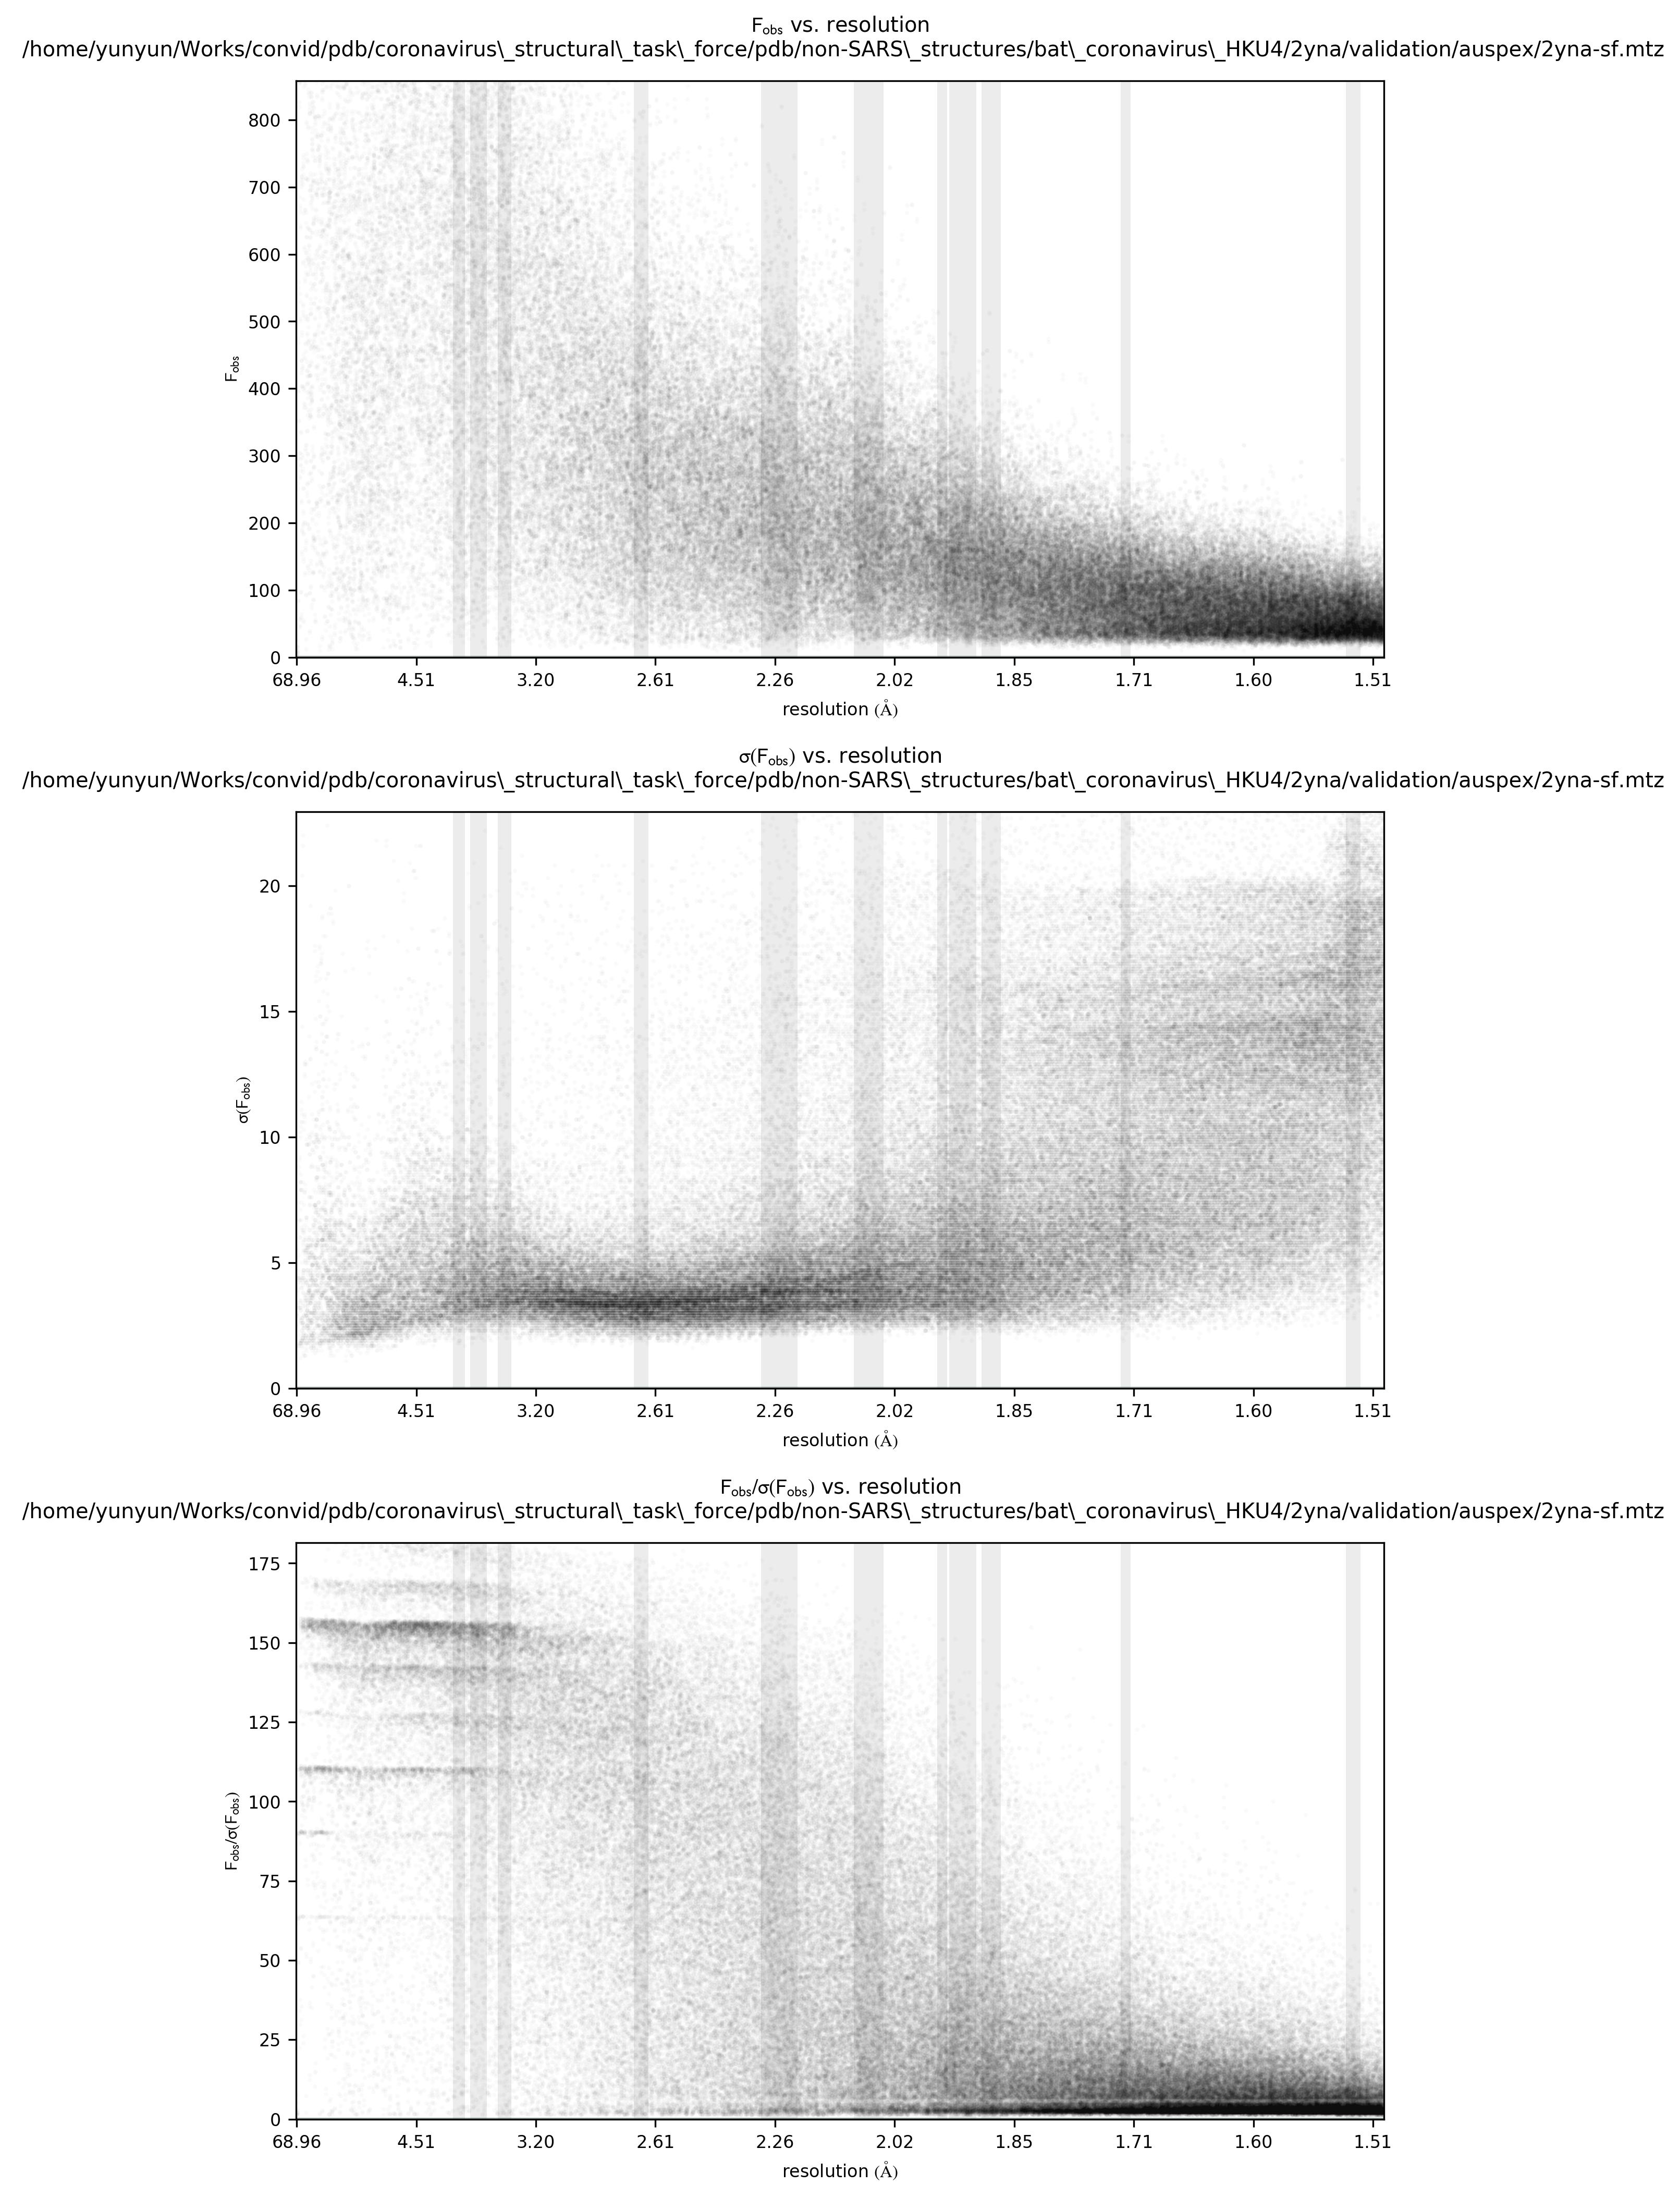 Fobs vs. resolution
/home/yunyun/Works/convid/pdb/coronavirus\_structural\_task\_force/pdb/non-SARS\_structures/bat\_coronavirus\_HKU4/2yna/validation/auspex/2yna-sf.mtz
800
700
600
500
400
300
200
100
0
Fobs
68.96 4.51 3.20 2.61 2.26 2.02 1.85 1.71 1.60 1.51
resolution (Å)
σ(Fobs) vs. resolution
/home/yunyun/Works/convid/pdb/coronavirus\_structural\_task\_force/pdb/non-SARS\_structures/bat\_coronavirus\_HKU4/2yna/validation/auspex/2yna-sf.mtz
20
15
10
5
0
σ(Fobs)
68.96 4.51 3.20 2.61 2.26 2.02 1.85 1.71 1.60 1.51
resolution (Å)
Fobs/σ(Fobs) vs. resolution
/home/yunyun/Works/convid/pdb/coronavirus\_structural\_task\_force/pdb/non-SARS\_structures/bat\_coronavirus\_HKU4/2yna/validation/auspex/2yna-sf.mtz
175
150
125
100
75
50
25
0
Fobs/σ(Fobs)
68.96 4.51 3.20 2.61 2.26 2.02 1.85 1.71 1.60 1.51
resolution (Å)